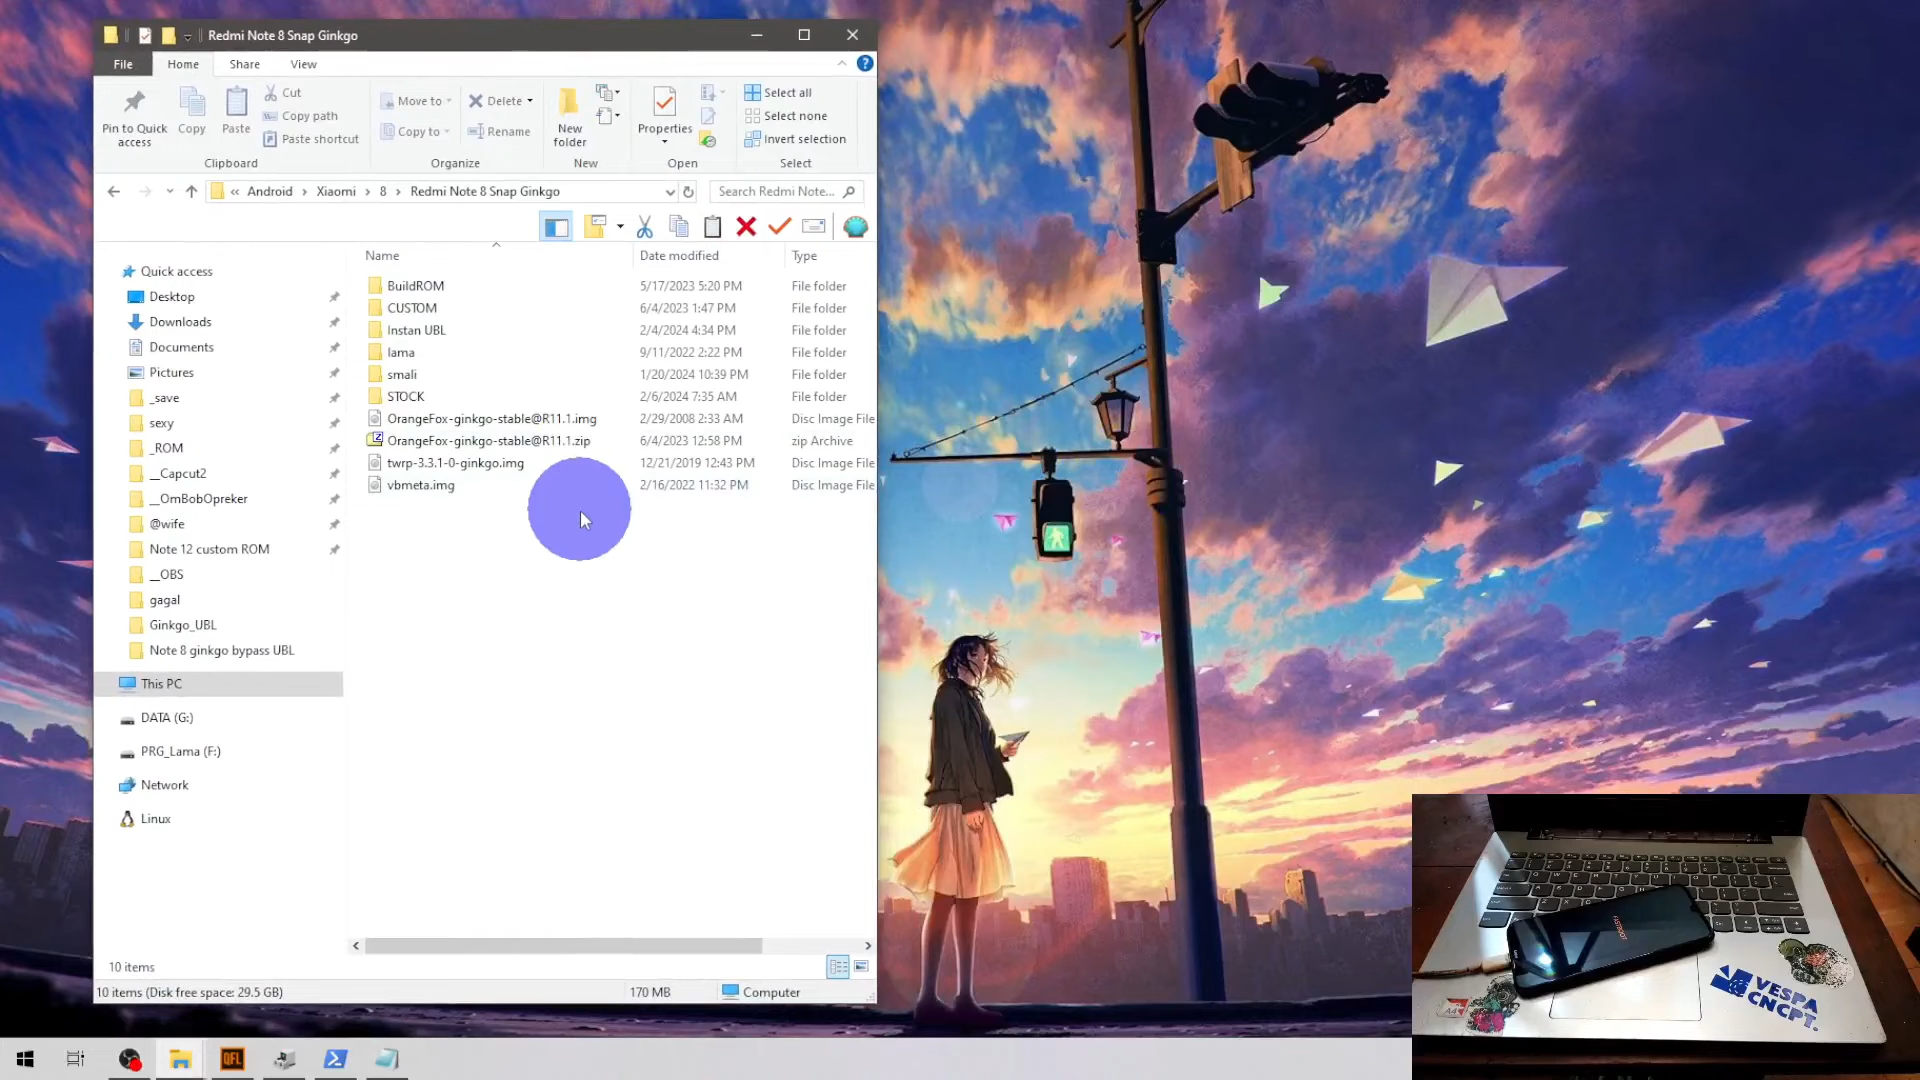 Redmi Note 8 Snap Ginkgo
File Home Share View
Pin to Quick access
Copy
Paste
Cut
Copy path
Paste shortcut
Clipboard
Move to
Copy to
Delete
Rename
Organize
New folder
New
Properties
Open
Select all
Select none
Invert selection
Select
Android Xiaomi 8 Redmi Note 8 Snap Ginkgo
Search Redmi Note...
Name Date modified Type
Quick access
Desktop
Downloads
Documents
Pictures
_save
sexy
_ROM
__Capcut2
__OmBobOpreker
@wife
Note 12 custom ROM
__OBS
gagal
Ginkgo_UBL
Note 8 ginkgo bypass UBL
This PC
DATA (G:)
PRG_Lama (F:)
Network
Linux
BuildROM 5/17/2023 5:20 PM File folder
CUSTOM 6/4/2023 1:47 PM File folder
Instan UBL 2/4/2024 4:34 PM File folder
lama 9/11/2022 2:22 PM File folder
smali 1/20/2024 10:39 PM File folder
STOCK 2/6/2024 7:35 AM File folder
OrangeFox-ginkgo-stable@R11.1.img 2/29/2008 2:33 AM Disc Image File
OrangeFox-ginkgo-stable@R11.1.zip 6/4/2023 12:58 PM zip Archive
twrp-3.3.1-0-ginkgo.img 12/21/2019 12:43 PM Disc Image File
vbmeta.img 2/16/2022 11:32 PM Disc Image File
10 items
10 items (Disk free space: 29.5 GB) 170 MB Computer
QFL
FASTBOOT
VESPA
CNCPT.